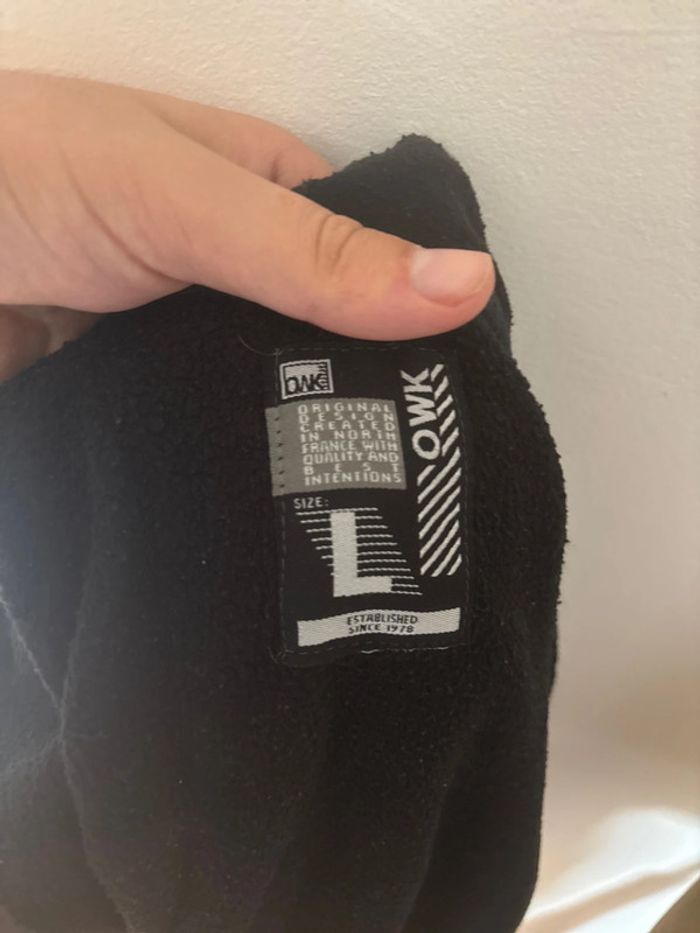 OWK
ORIGINAL
DESIGN
CREATED
IN NORTH
FRANCE WITH
QUALITY AND
BEST
INTENTIONS
OWK
SIZE:
L
ESTABLISHED
SINCE 1978